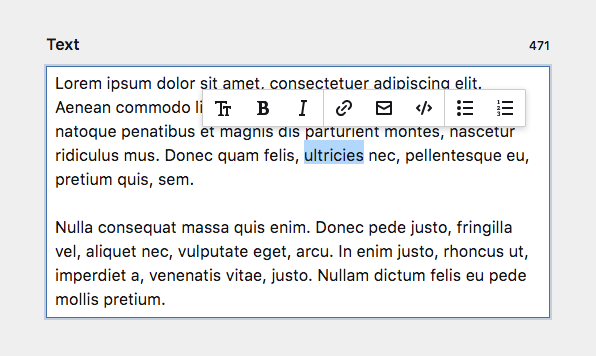 Text 471
Lorem ipsum dolor sit amet, consectetuer adipiscing elit.
Aenean commodo
B I </>
natoque penatibus et magnis dis parturient montes, nascetur
ridiculus mus. Donec quam felis, ultricies nec, pellentesque eu,
pretium quis, sem.
Nulla consequat massa quis enim. Donec pede justo, fringilla
vel, aliquet nec, vulputate eget, arcu. In enim justo, rhoncus ut,
imperdiet a, venenatis vitae, justo. Nullam dictum felis eu pede
mollis pretium.